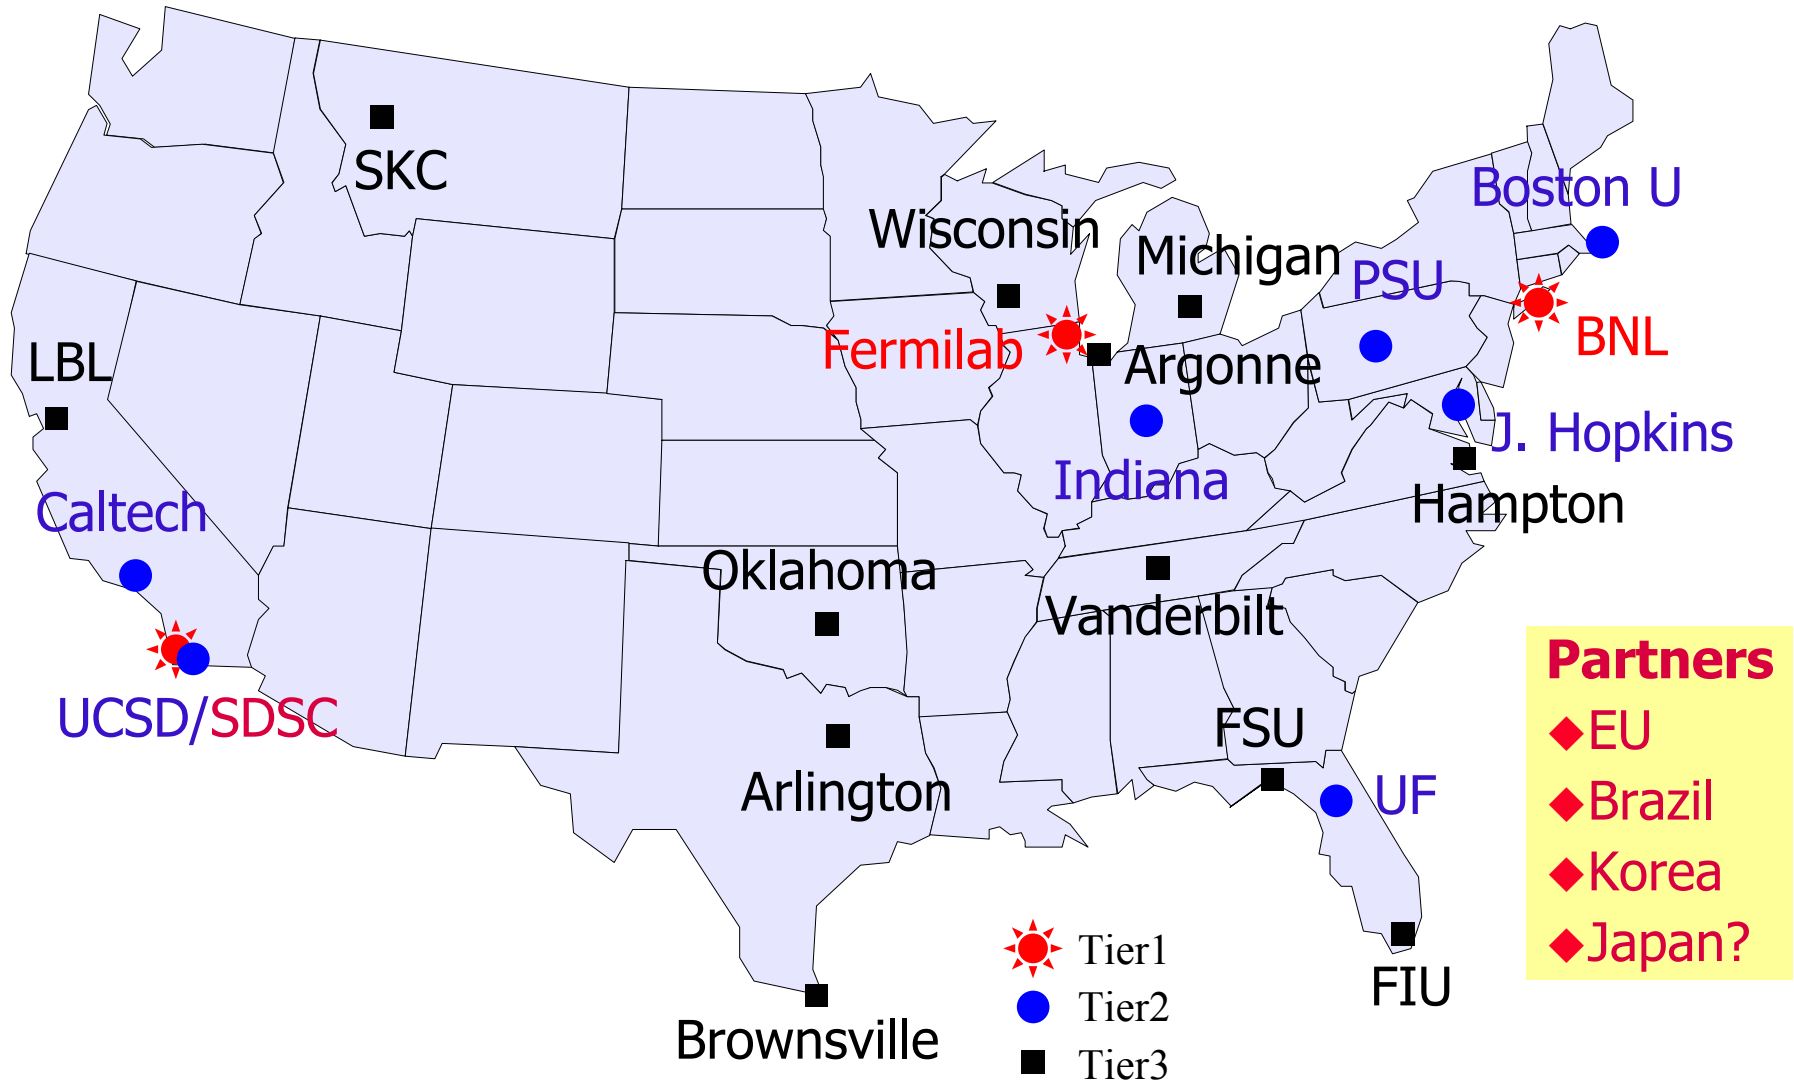 SKC
Boston U
Wisconsin
Michigan
PSU
BNL
Fermilab
LBL
Argonne
J. Hopkins
Indiana
Caltech
Hampton
Oklahoma
Vanderbilt
UCSD/SDSC
FSU
Arlington
UF
FIU
Brownsville
Partners
EU
Brazil
Korea
Japan?
Tier1
Tier2
Tier3